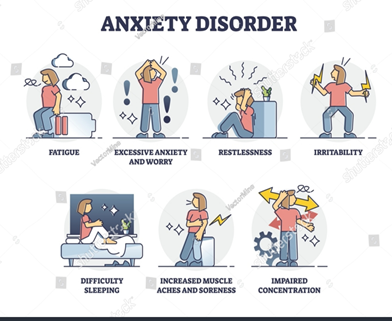 ANXIETY DISORDER
FATIGUE
EXCESSIVE ANXIETY
AND WORRY
RESTLESSNESS
IRRITABILITY
DIFFICULTY
SLEEPING
INCREASED MUSCLE
ACHES AND SORENESS
IMPAIRED
CONCENTRATION